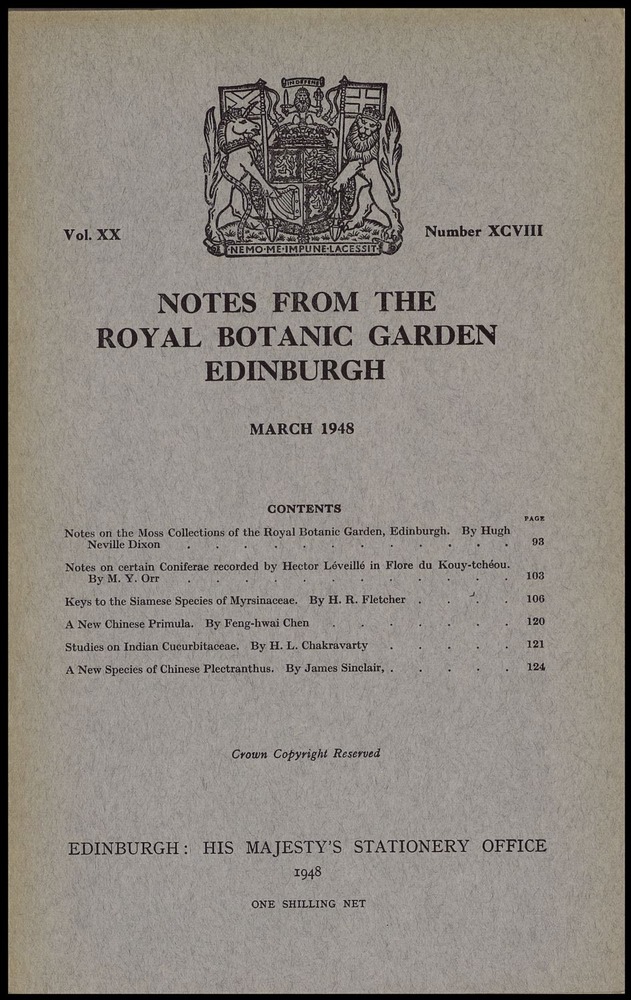 IN DEFENS
NEMO·ME·IMPUNE·LACESSIT
Vol. XX
Number XCVIII
NOTES FROM THE
ROYAL BOTANIC GARDEN
EDINBURGH
MARCH 1948
CONTENTS
PAGE
Notes on the Moss Collections of the Royal Botanic Garden, Edinburgh. By Hugh
Neville Dixon . . . . . . . . . . . . 93
Notes on certain Coniferae recorded by Hector Léveillé in Flore du Kouy-tchéou.
By M. Y. Orr . . . . . . . . . . . . 103
Keys to the Siamese Species of Myrsinaceae. By H. R. Fletcher . . . . 106
A New Chinese Primula. By Feng-hwai Chen . . . . . . . 120
Studies on Indian Cucurbitaceae. By H. L. Chakravarty . . . . . 121
A New Species of Chinese Plectranthus. By James Sinclair, . . . . . 124
Crown Copyright Reserved
EDINBURGH: HIS MAJESTY'S STATIONERY OFFICE
1948
ONE SHILLING NET